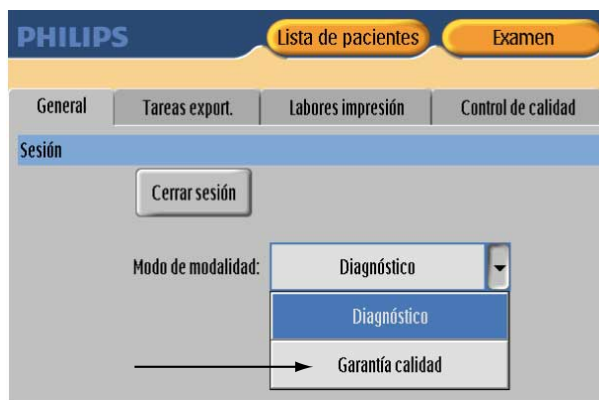 PHILIPS Lista de pacientes Examen
General Tareas export. Labores impresión Control de calidad
Sesión
Cerrar sesión
Modo de modalidad: Diagnóstico
Diagnóstico
Garantía calidad